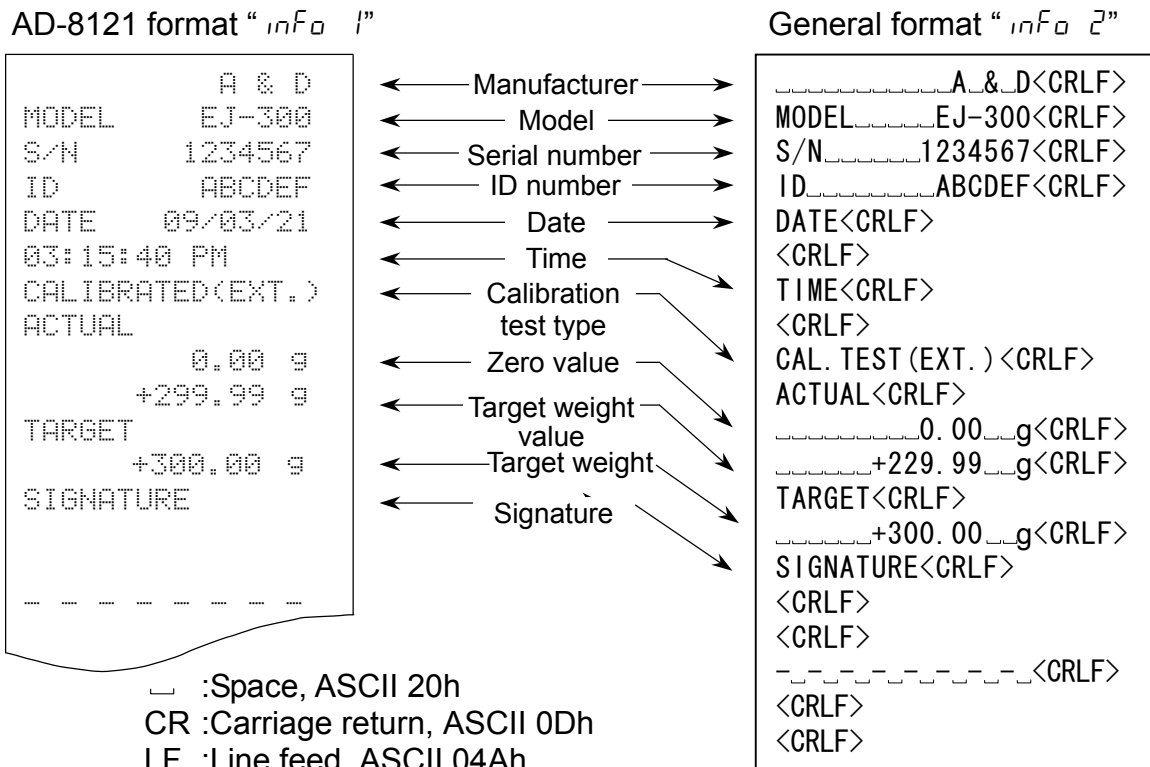 AD-8121 format “ info 1”
A & D
MODEL EJ-300
S/N 1234567
ID ABCDEF
DATE 09/03/21
03:15:40 PM
CALIBRATED(EXT.)
ACTUAL
0.00 g
+299.99 g
TARGET
+300.00 g
SIGNATURE
_ _ _ _ _ _ _ _
Manufacturer
Model
Serial number
ID number
Date
Time
Calibration
test type
Zero value
Target weight
value
Target weight
Signature
General format “ info 2”
␣␣␣␣␣␣␣␣␣␣␣A␣&␣D<CRLF>
MODEL␣␣␣␣␣EJ-300<CRLF>
S/N␣␣␣␣␣␣1234567<CRLF>
ID␣␣␣␣␣␣␣␣ABCDEF<CRLF>
DATE<CRLF>
<CRLF>
TIME<CRLF>
<CRLF>
CAL.TEST(EXT.)<CRLF>
ACTUAL<CRLF>
␣␣␣␣␣␣␣␣␣0.00␣␣g<CRLF>
␣␣␣␣␣␣+229.99␣␣g<CRLF>
TARGET<CRLF>
␣␣␣␣␣␣+300.00␣␣g<CRLF>
SIGNATURE<CRLF>
<CRLF>
<CRLF>
-␣-␣-␣-␣-␣-␣-␣-␣<CRLF>
<CRLF>
<CRLF>
␣ :Space, ASCII 20h
CR :Carriage return, ASCII 0Dh
LF :Line feed, ASCII 04Ah